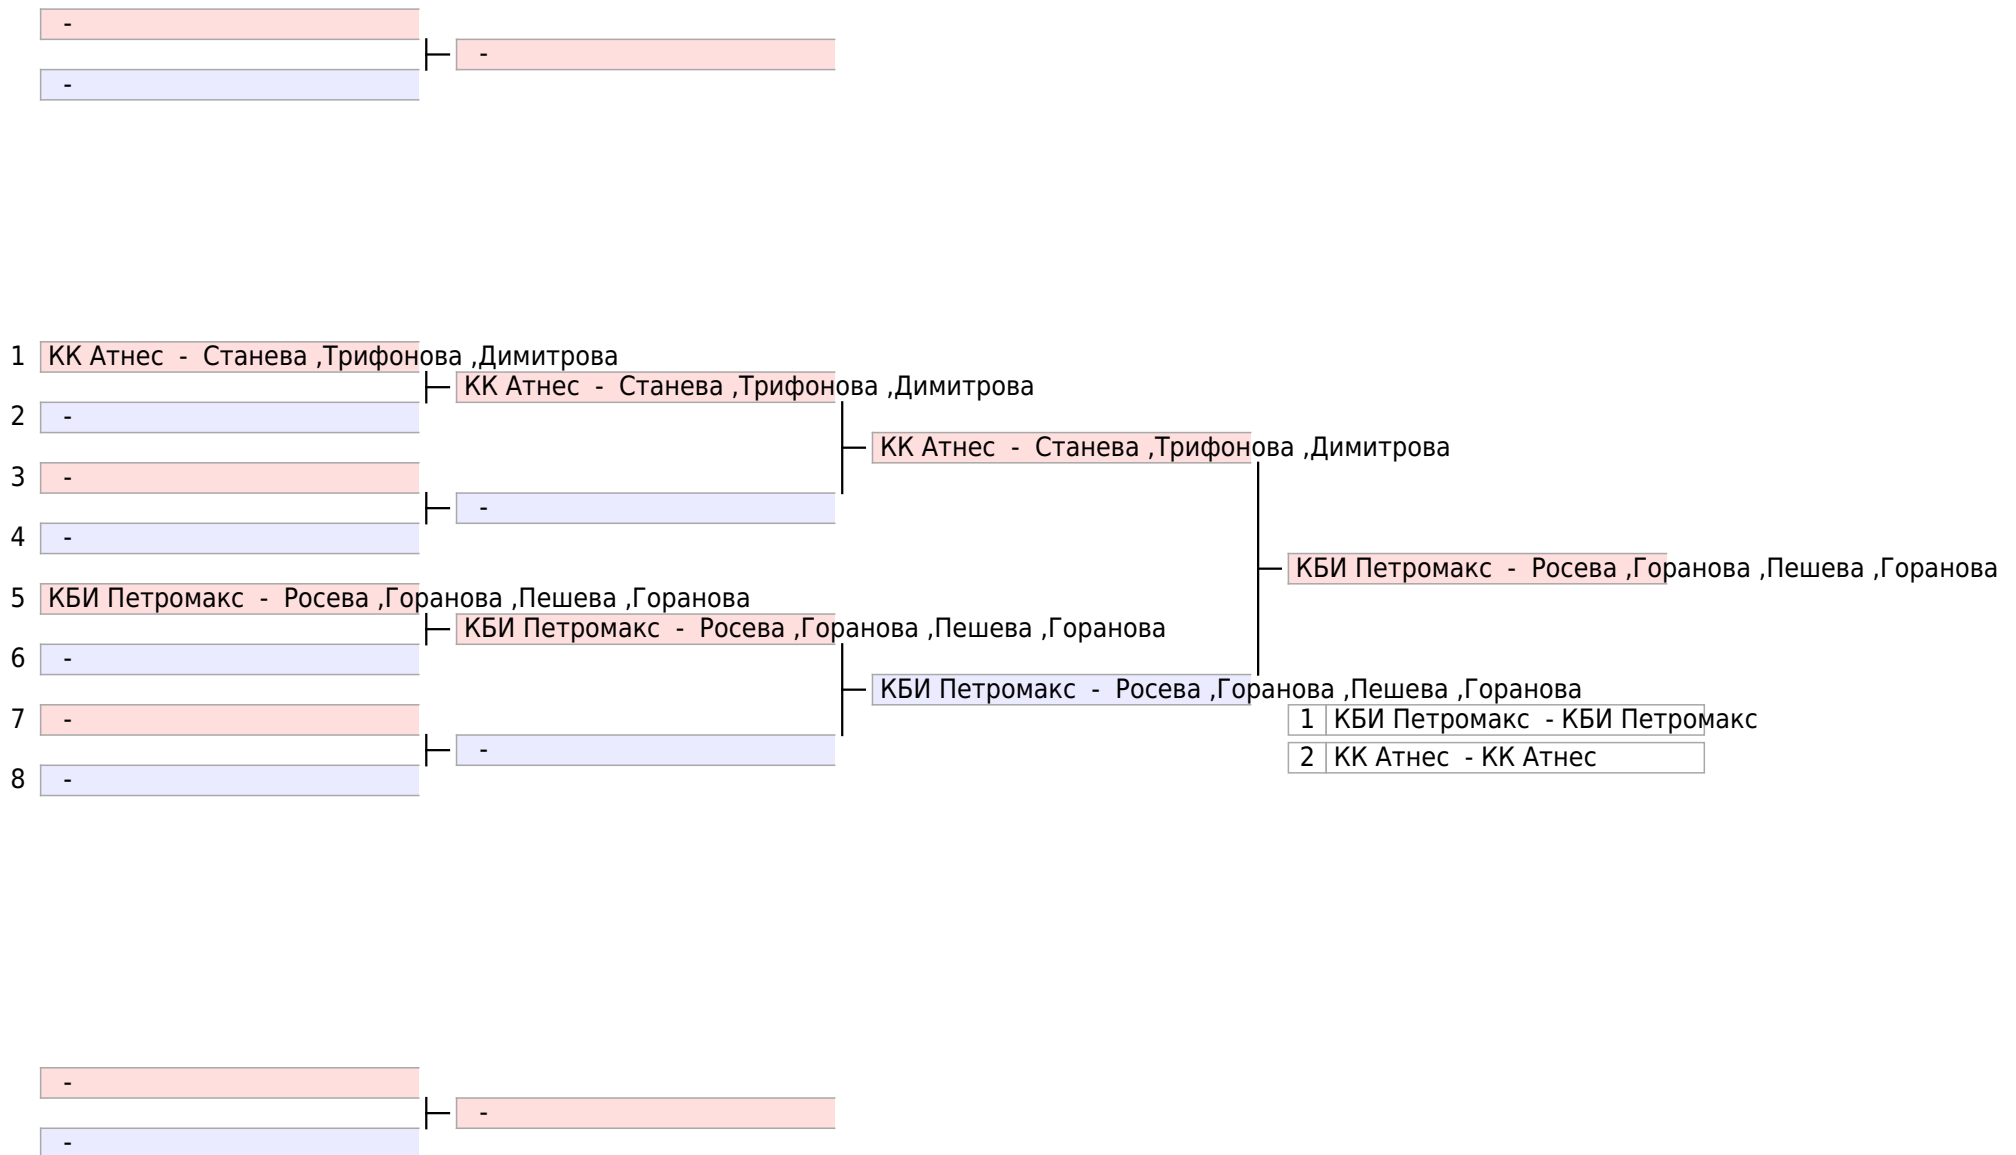 -
-
-
1 КК Атнес - Станева ,Трифонова ,Димитрова
КК Атнес - Станева ,Трифонова ,Димитрова
2 -
КК Атнес - Станева ,Трифонова ,Димитрова
3 -
-
4 -
КБИ Петромакс - Росева ,Горанова ,Пешева ,Горанова
5 КБИ Петромакс - Росева ,Горанова ,Пешева ,Горанова
КБИ Петромакс - Росева ,Горанова ,Пешева ,Горанова
6 -
КБИ Петромакс - Росева ,Горанова ,Пешева ,Горанова
7 -
1 КБИ Петромакс - КБИ Петромакс
-
2 КК Атнес - КК Атнес
8 -
-
-
-